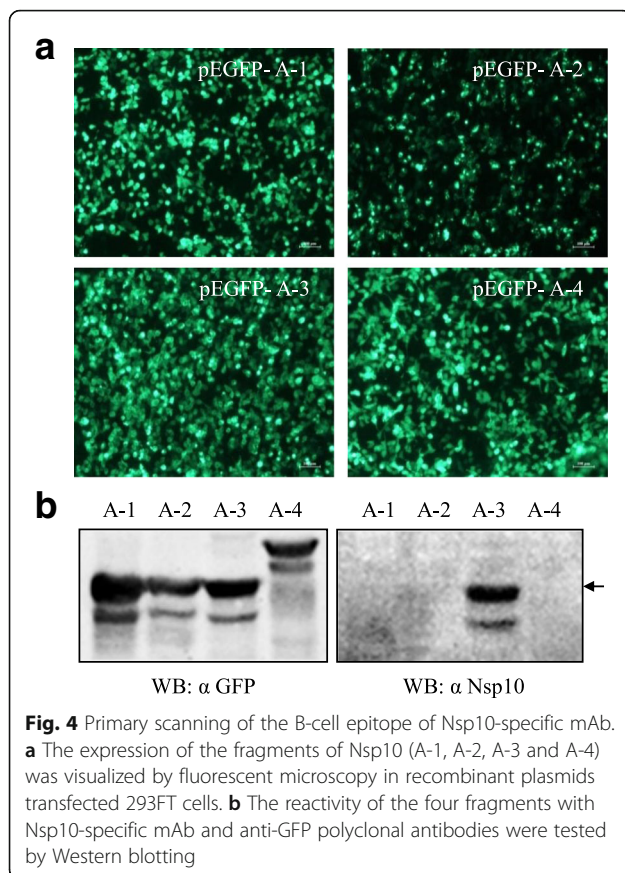 a
pEGFP- A-1
pEGFP- A-2
pEGFP- A-3
pEGFP- A-4
b
A-1 A-2 A-3 A-4
A-1 A-2 A-3 A-4
WB: α GFP
WB: α Nsp10
Fig. 4 Primary scanning of the B-cell epitope of Nsp10-specific mAb.
a The expression of the fragments of Nsp10 (A-1, A-2, A-3 and A-4)
was visualized by fluorescent microscopy in recombinant plasmids
transfected 293FT cells. b The reactivity of the four fragments with
Nsp10-specific mAb and anti-GFP polyclonal antibodies were tested
by Western blotting